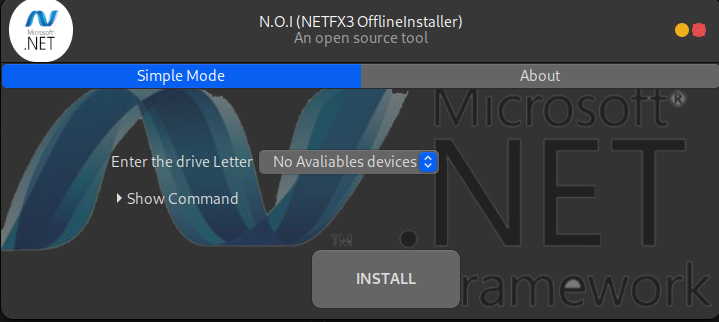 Microsoft®
.NET
N.O.I (NETFX3 OfflineInstaller)
An open source tool
Simple Mode
About
Microsoft®
Enter the drive Letter
No Avaliables devices
.NET
Show Command
™
INSTALL
ramework